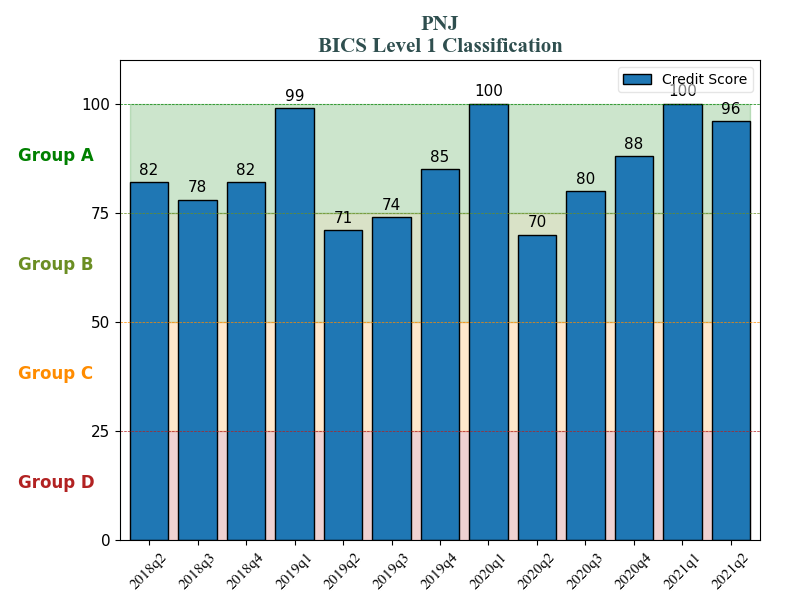 PNJ
BICS Level 1 Classification
Credit Score
100
75
50
25
0
Group A
Group B
Group C
Group D
82
78
82
99
71
74
85
100
70
80
88
100
96
2018q2
2018q3
2018q4
2019q1
2019q2
2019q3
2019q4
2020q1
2020q2
2020q3
2020q4
2021q1
2021q2